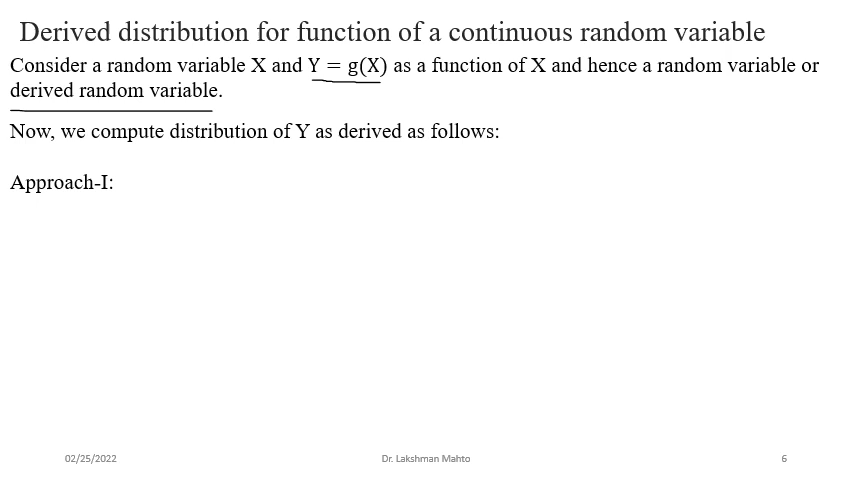 Derived distribution for function of a continuous random variable
Consider a random variable X and Y = g(X) as a function of X and hence a random variable or
derived random variable.
Now, we compute distribution of Y as derived as follows:
Approach-I:
02/25/2022
Dr. Lakshman Mahto
6